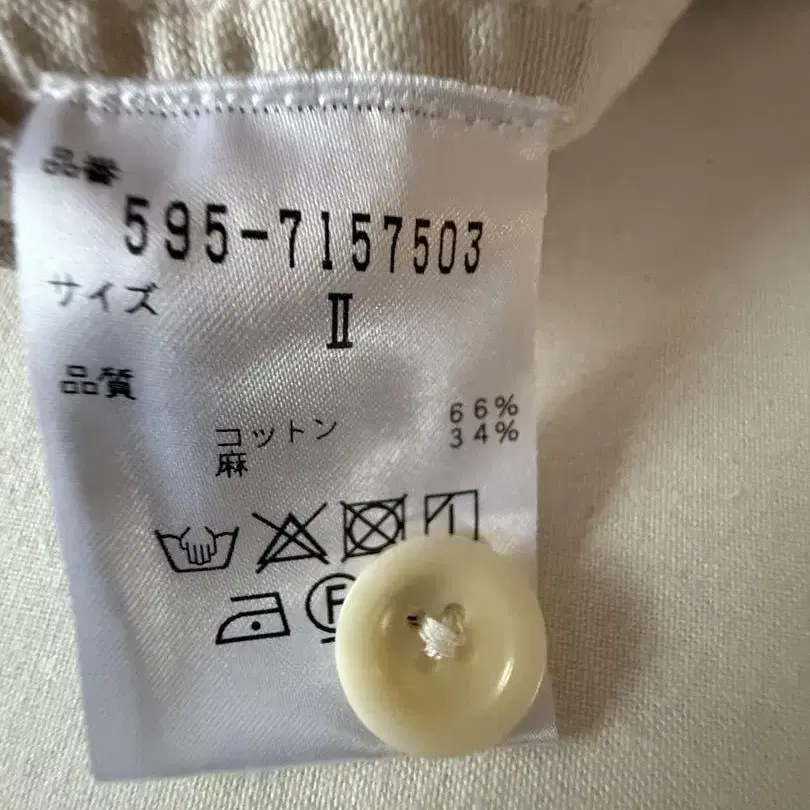 品番
595-7157503
サイズ
II
品質
コットン 66%
麻 34%
F